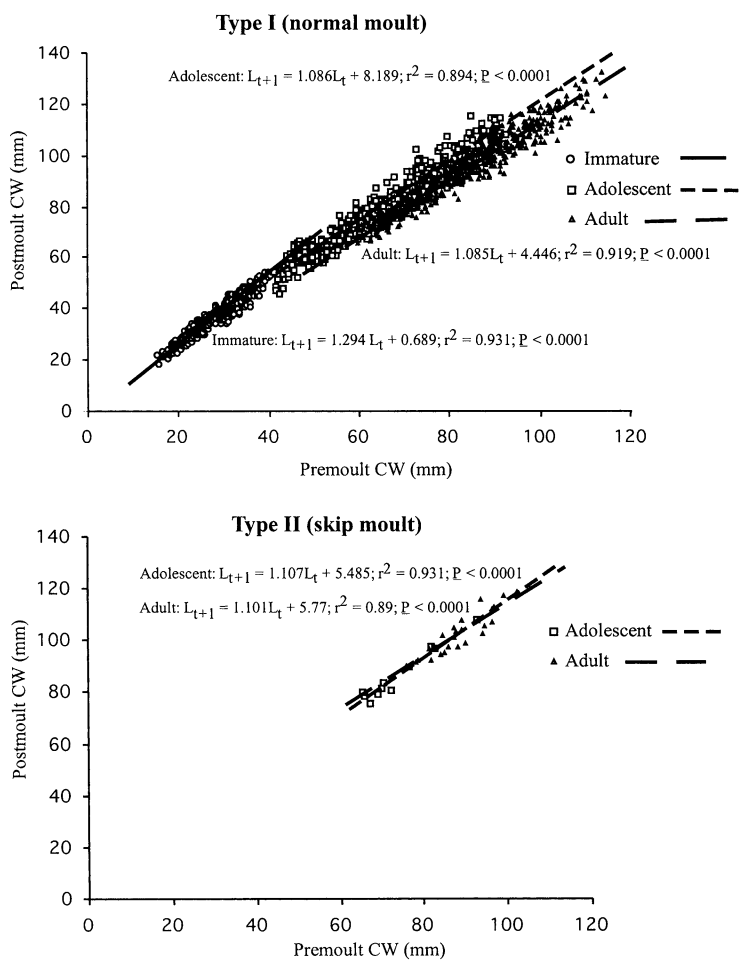 Type I (normal moult)
140
Adolescent: Lt+1 = 1.086Lt + 8.189; r2 = 0.894; P < 0.0001
120
100
Immature
Adolescent
80
Adult
Postmoult CW (mm)
60
Adult: Lt+1 = 1.085Lt + 4.446; r2 = 0.919; P < 0.0001
40
Immature: Lt+1 = 1.294 Lt + 0.689; r2 = 0.931; P < 0.0001
20
0
0 20 40 60 80 100 120
Premoult CW (mm)
Type II (skip moult)
140
Adolescent: Lt+1 = 1.107Lt + 5.485; r2 = 0.931; P < 0.0001
120
Adult: Lt+1 = 1.101Lt + 5.77; r2 = 0.89; P < 0.0001
100
Adolescent
Adult
80
Postmoult CW (mm)
60
40
20
0
0 20 40 60 80 100 120
Premoult CW (mm)